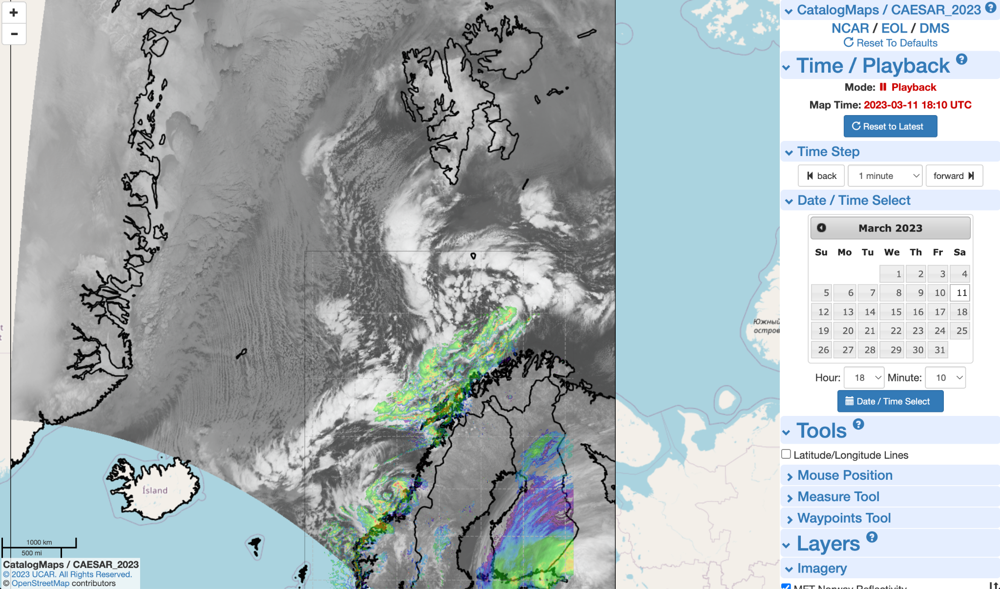 +
−
t
t
Ísland
Южный
остров
1000 km
500 mi
CatalogMaps / CAESAR_2023
© 2023 UCAR. All Rights Reserved.
© OpenStreetMap contributors
CatalogMaps / CAESAR_2023 ?
NCAR / EOL / DMS
Reset To Defaults
Time / Playback ?
Mode: Playback
Map Time: 2023-03-11 18:10 UTC
Reset to Latest
Time Step
back 1 minute forward
Date / Time Select
March 2023
Su Mo Tu We Th Fr Sa
1 2 3 4
5 6 7 8 9 10 11
12 13 14 15 16 17 18
19 20 21 22 23 24 25
26 27 28 29 30 31
Hour: 18 Minute: 10
Date / Time Select
Tools ?
Latitude/Longitude Lines
Mouse Position
Measure Tool
Waypoints Tool
Layers ?
Imagery
MET Norway Reflectivity